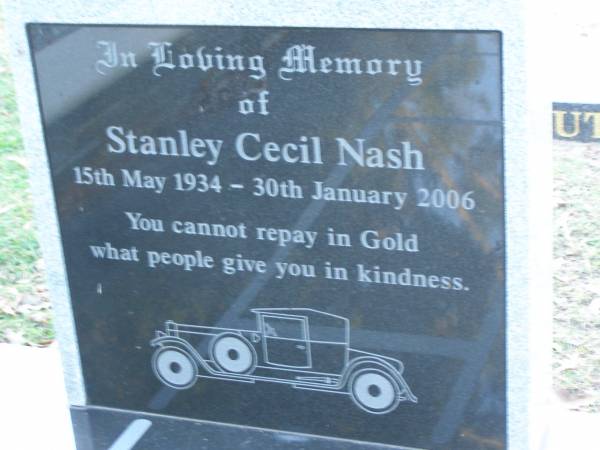 In Loving Memory
of
Stanley Cecil Nash
15th May 1934 - 30th January 2006
You cannot repay in Gold
what people give you in kindness.
UT